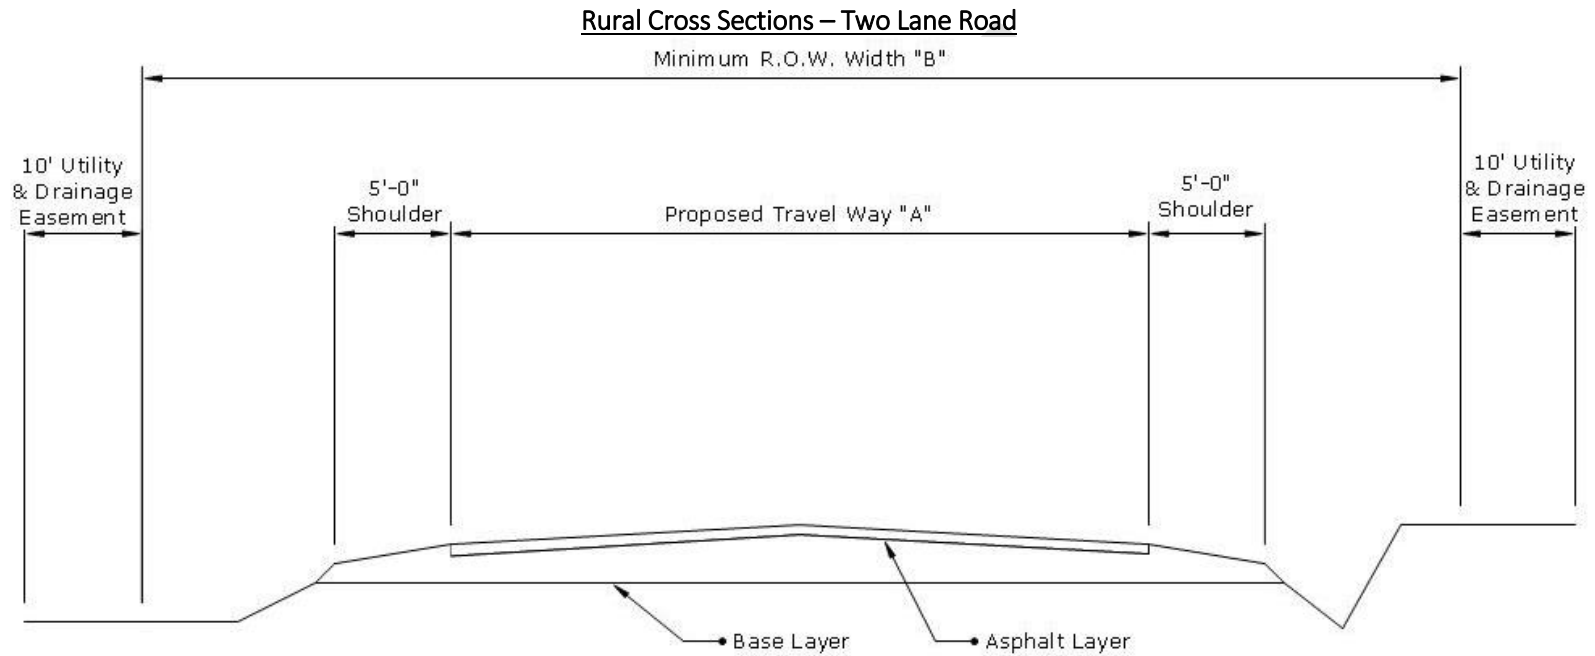 Rural Cross Sections – Two Lane Road
Minimum R.O.W. Width "B"
10' Utility
& Drainage
Easement
5'-0"
Shoulder
Proposed Travel Way "A"
5'-0"
Shoulder
10' Utility
& Drainage
Easement
Base Layer
Asphalt Layer